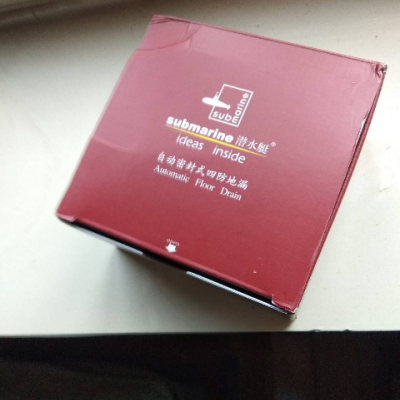 submarine
submarine 潜水艇®
ideas inside
自动密封式四防地漏
Automatic Floor Drain